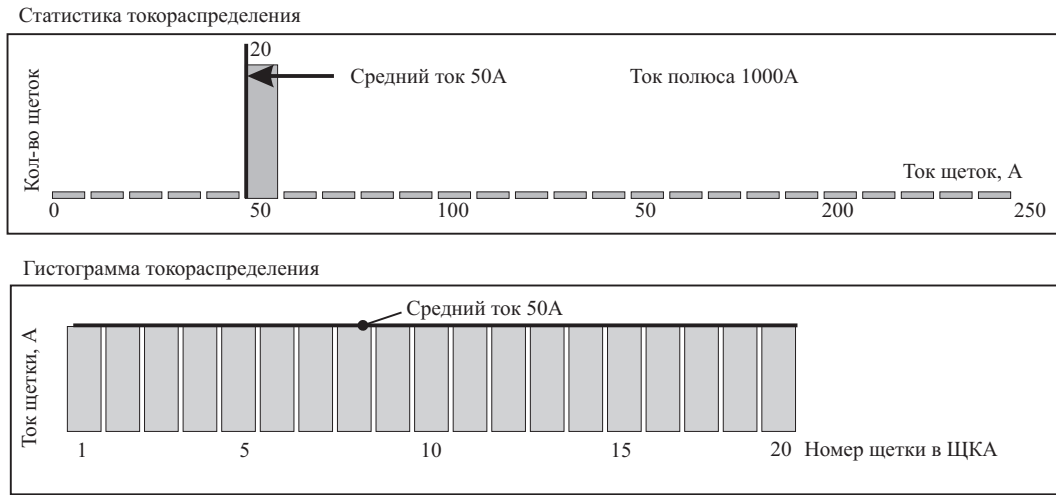 Статистика токораспределения
20
Средний ток 50А
Ток полюса 1000А
Кол-во щеток
Ток щеток, А
0 50 100 50 200 250
Гистограмма токораспределения
Средний ток 50А
Ток щетки, А
1 5 10 15 20 Номер щетки в ЩКА